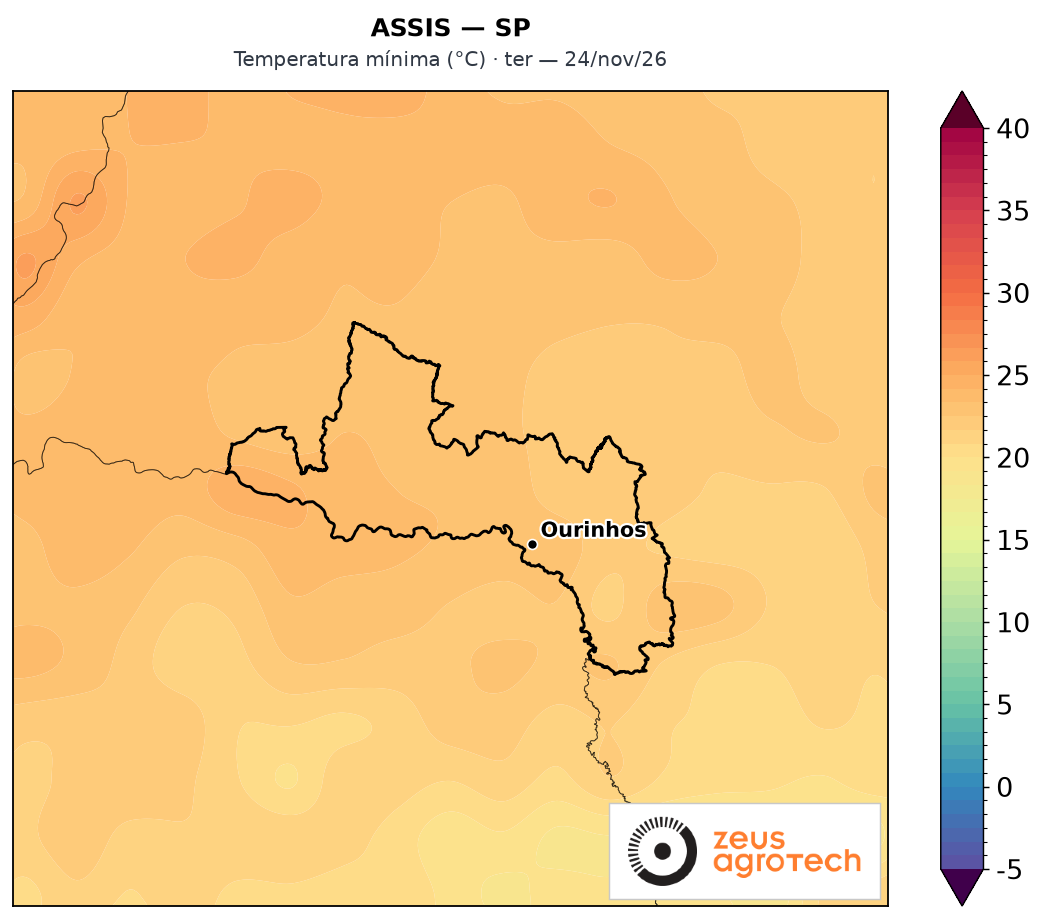 ASSIS — SP
Temperatura mínima (°C) · ter — 24/nov/26
40
35
30
25
20
15
10
5
0
-5
Ourinhos
zeus
agrotech